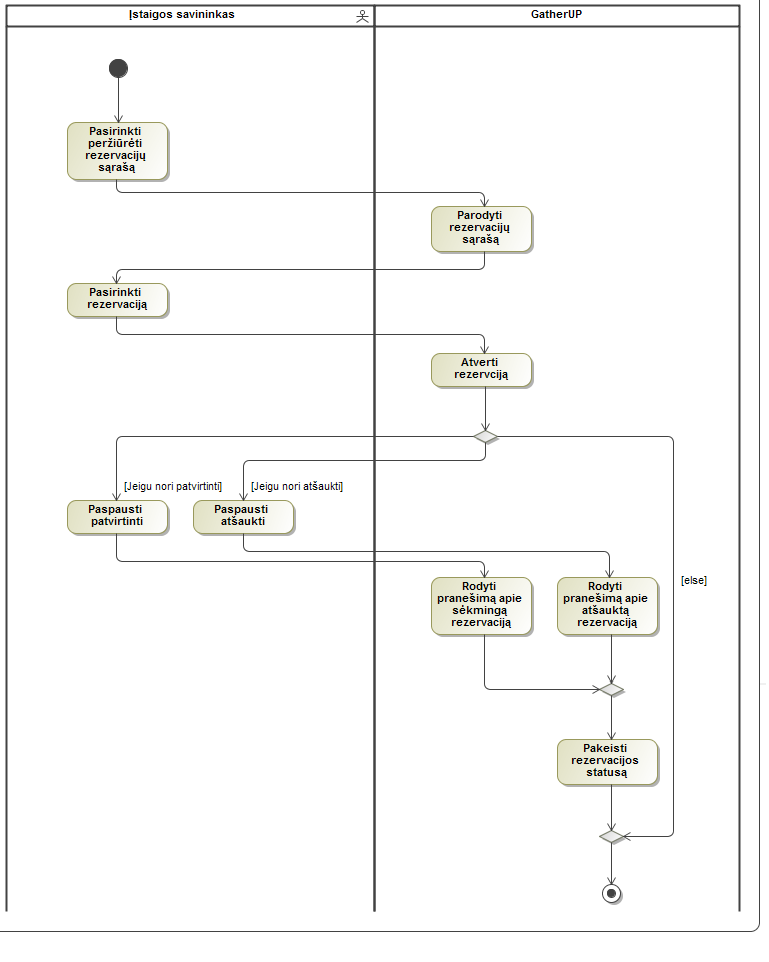 Įstaigos savininkas
GatherUP
Pasirinkti
peržiūrėti
rezervacijų
sąrašą
Parodyti
rezervacijų
sąrašą
Pasirinkti
rezervaciją
Atverti
rezervciją
[Jeigu nori patvirtinti]
[Jeigu nori atšaukti]
Paspausti
patvirtinti
Paspausti
atšaukti
[else]
Rodyti
pranešimą apie
sėkmingą
rezervaciją
Rodyti
pranešimą apie
atšauktą
rezervaciją
Pakeisti
rezervacijos
statusą